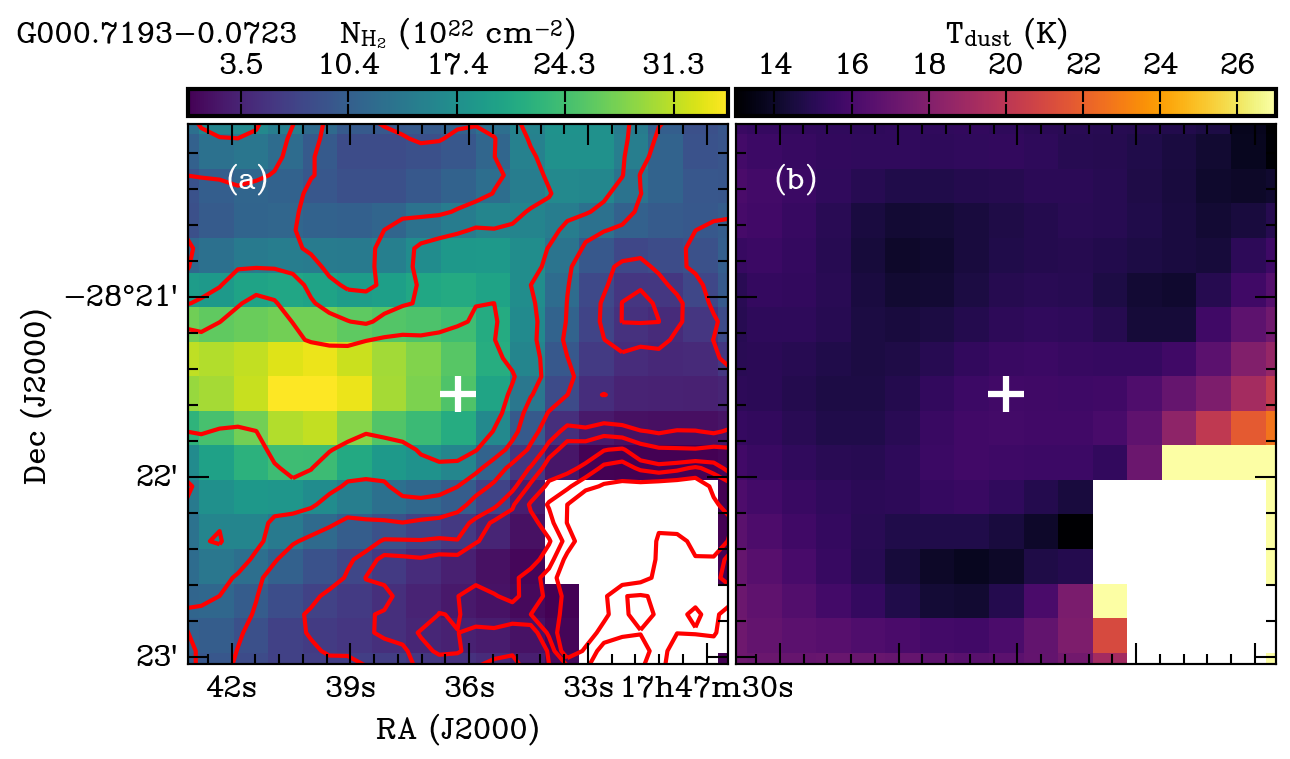 G000.7193−0.0723 N_H₂ (10²² cm⁻²) T_dust (K)
3.5 10.4 17.4 24.3 31.3 14 16 18 20 22 24 26
(a) (b)
−28°21'
Dec (J2000)
22'
23'
42s 39s 36s 33s 17h47m30s
RA (J2000)